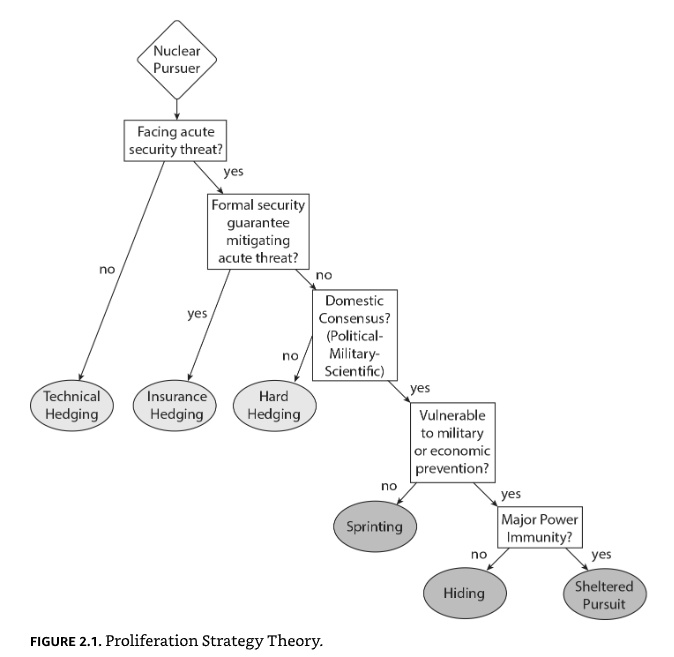 Nuclear
Pursuer
Facing acute
security threat?
yes
Formal security
guarantee
mitigating
acute threat?
no
no
Domestic
Consensus?
(Political-
Military-
Scientific)
yes
no
Technical
Hedging
Insurance
Hedging
Hard
Hedging
yes
Vulnerable
to military
or economic
prevention?
no
yes
Sprinting
Major Power
Immunity?
no
yes
Hiding
Sheltered
Pursuit
FIGURE 2.1. Proliferation Strategy Theory.